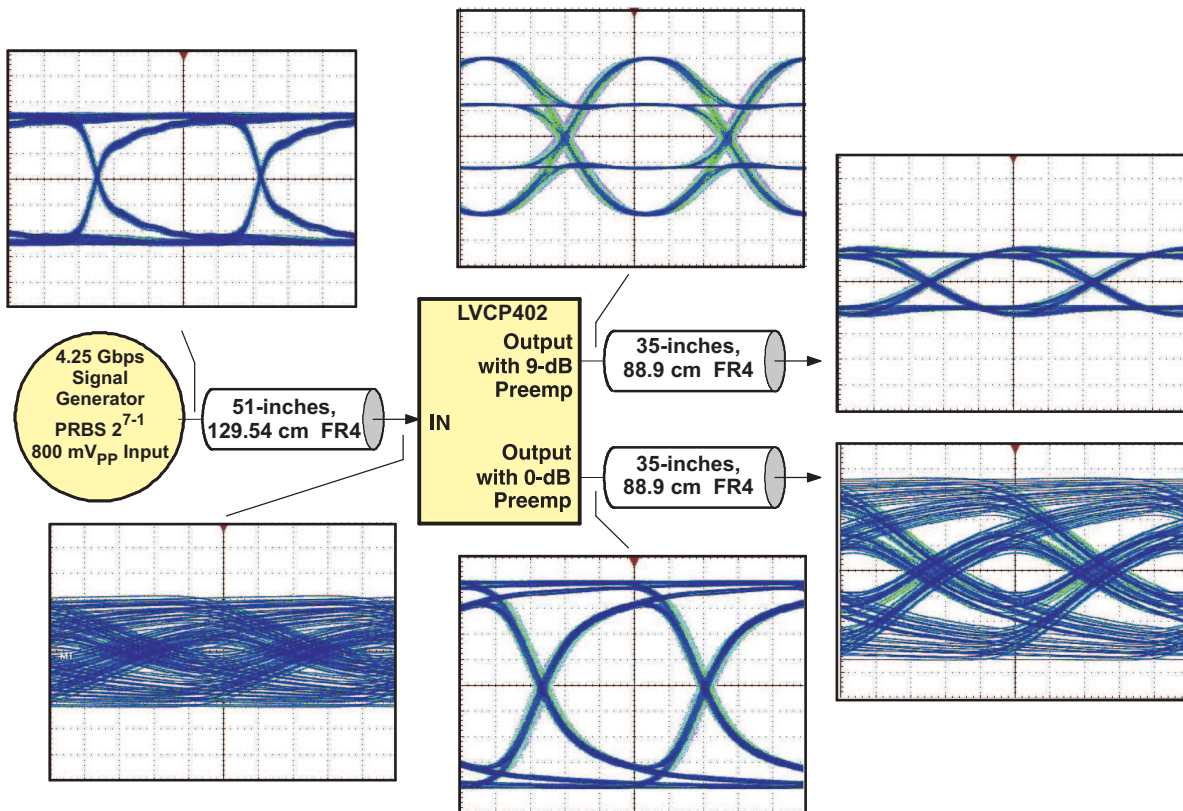 LVCP402
Output
with 9-dB
Preemp
IN
Output
with 0-dB
Preemp
4.25 Gbps
Signal
Generator
PRBS 2^7-1
800 mVPP Input
51-inches,
129.54 cm FR4
35-inches,
88.9 cm FR4
35-inches,
88.9 cm FR4